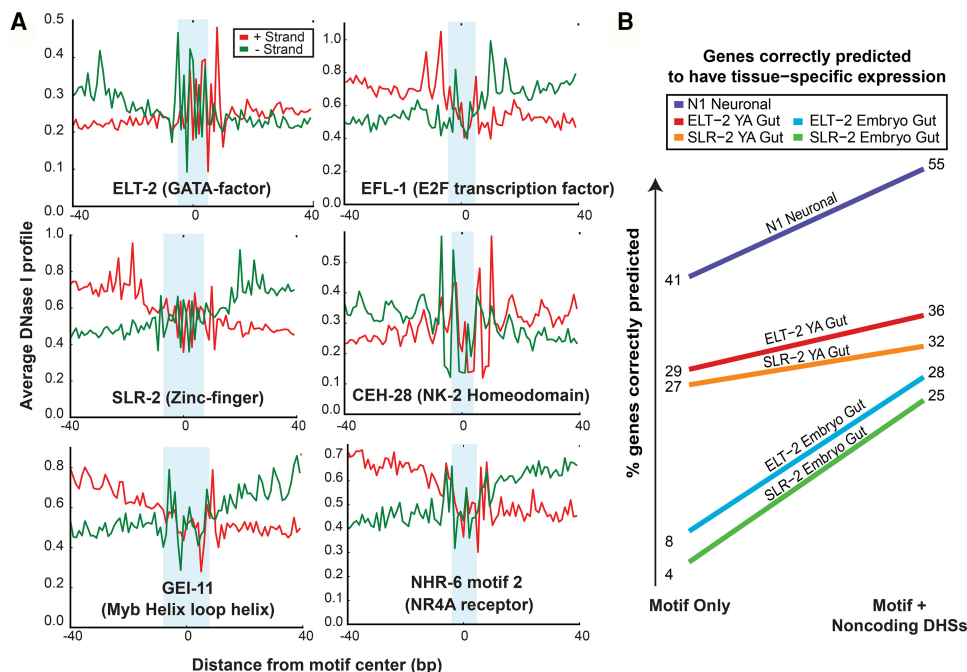 A
Average DNase I profile
0.5
0.4
0.3
0.2
0.1
0.0
-40
0
40
+ Strand
- Strand
ELT-2 (GATA-factor)
1.2
1.0
0.8
0.6
0.4
0.2
0.0
-40
0
40
EFL-1 (E2F transcription factor)
1.0
0.8
0.6
0.4
0.2
0.0
-40
0
40
SLR-2 (Zinc-finger)
0.5
0.4
0.3
0.2
0.1
0.0
-40
0
40
CEH-28 (NK-2 Homeodomain)
0.8
0.6
0.4
0.2
0.0
-40
0
40
GEI-11
(Myb Helix loop helix)
0.7
0.6
0.5
0.4
0.3
0.2
0.1
0.0
-40
0
40
NHR-6 motif 2
(NR4A receptor)
Distance from motif center (bp)
B
Genes correctly predicted
to have tissue-specific expression
N1 Neuronal
ELT-2 YA Gut
ELT-2 Embryo Gut
SLR-2 YA Gut
SLR-2 Embryo Gut
% genes correctly predicted
55
N1 Neuronal
41
36
ELT-2 YA Gut
29
32
SLR-2 YA Gut
27
28
ELT-2 Embryo Gut
25
SLR-2 Embryo Gut
8
4
Motif Only
Motif +
Noncoding DHSs